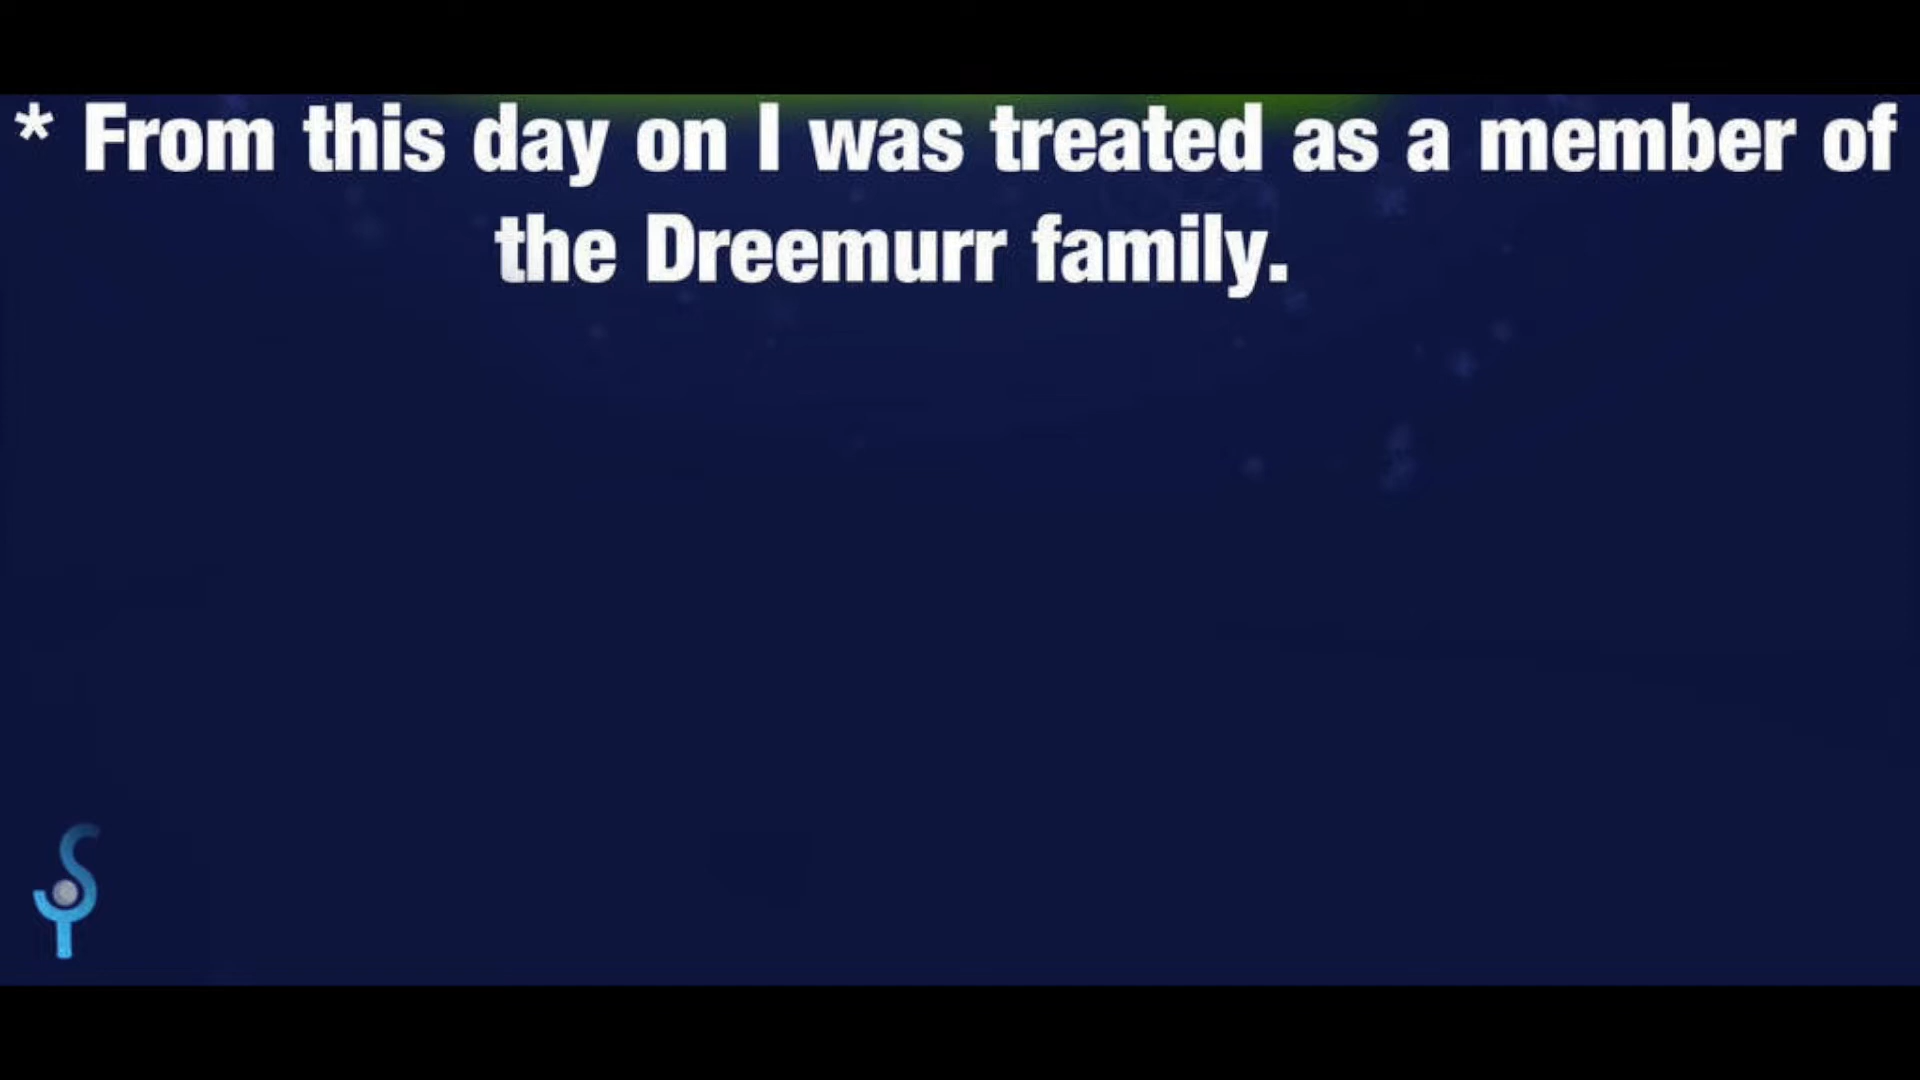 * From this day on I was treated as a member of
the Dreemurr family.